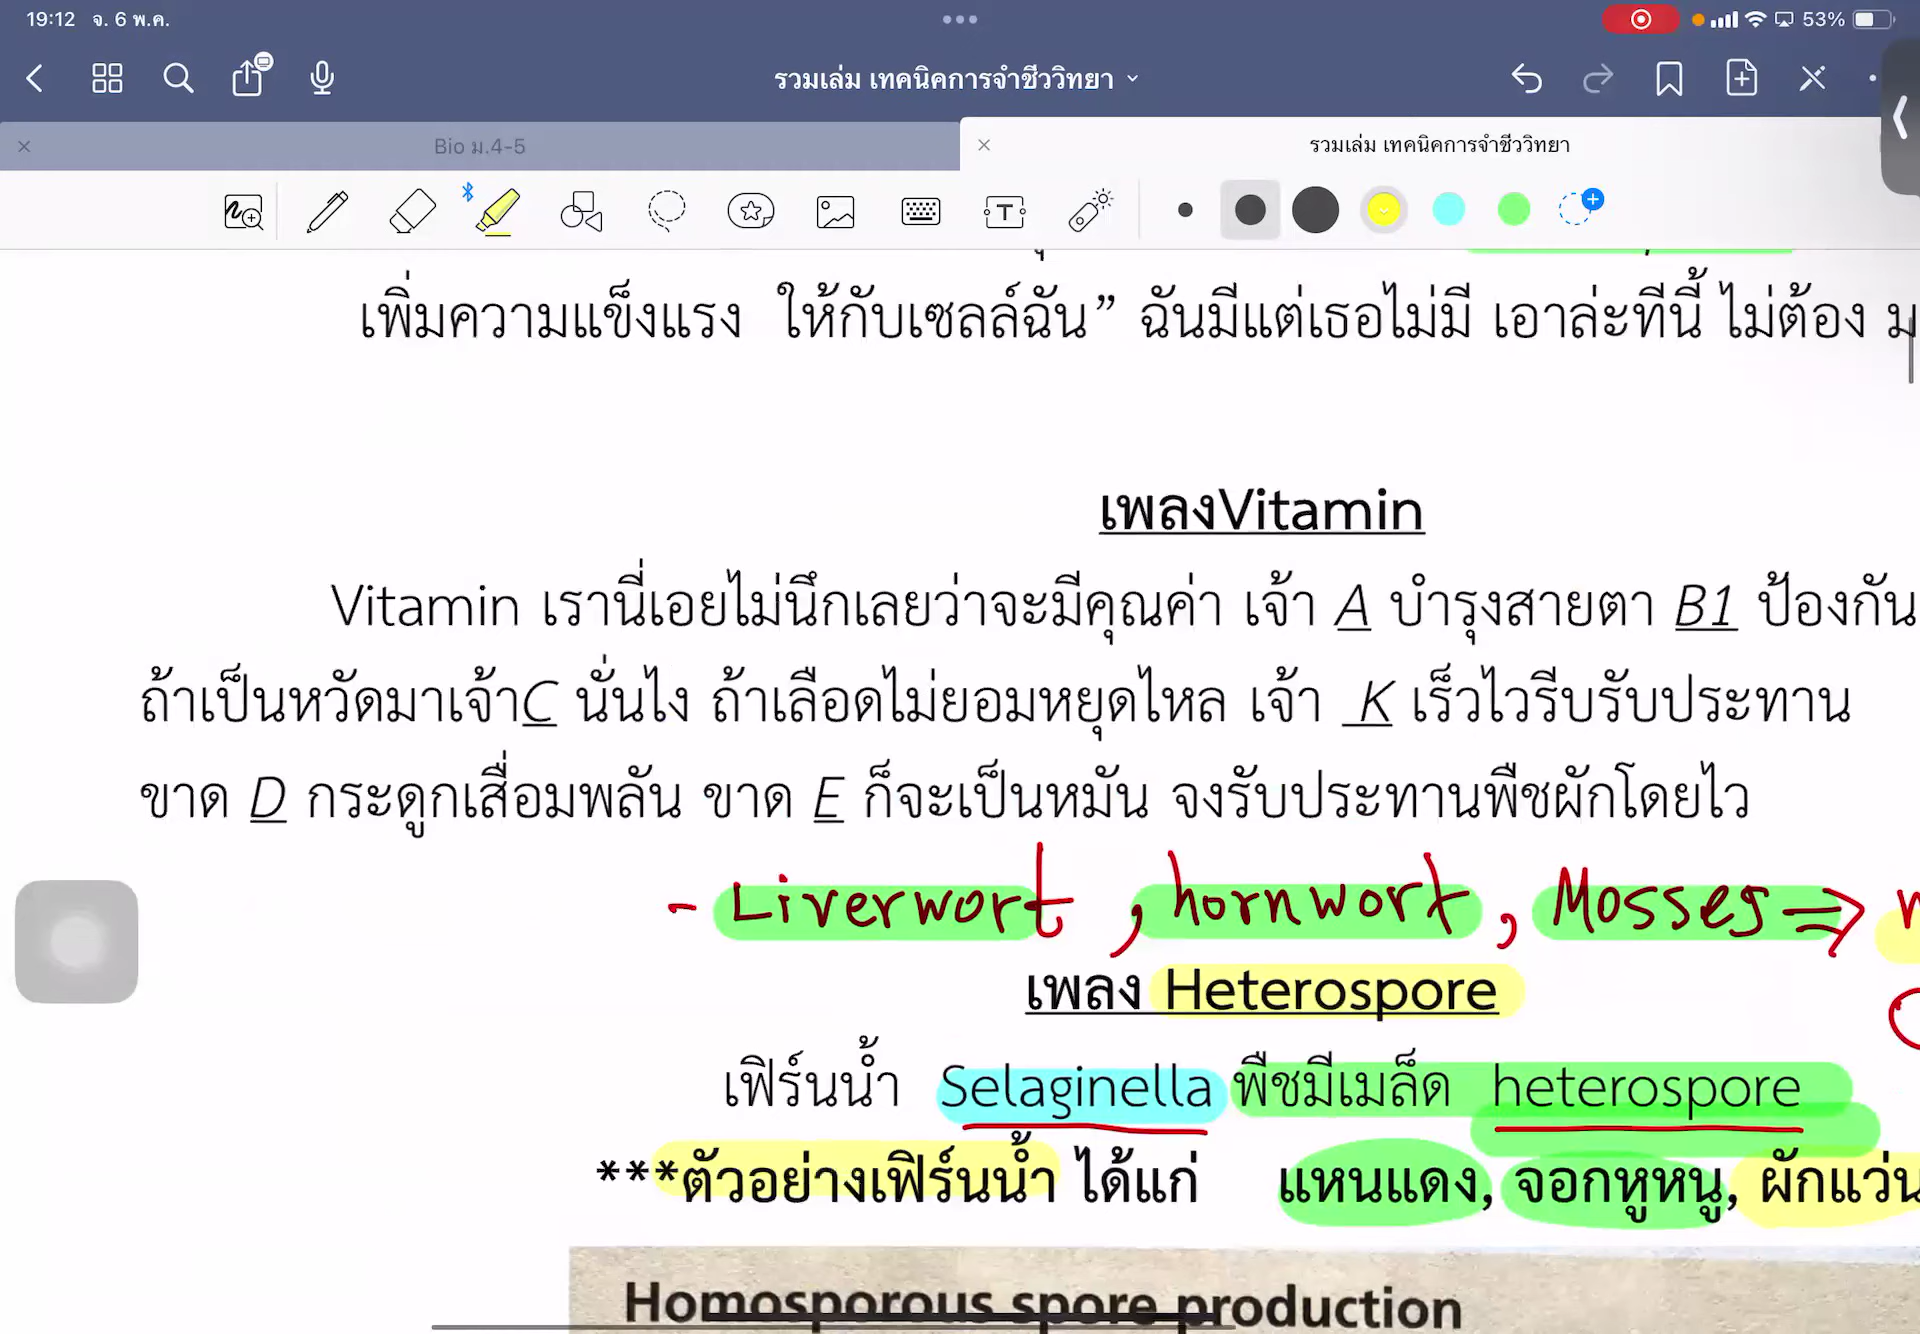 19:12 จ. 6 พ.ค.
53%
รวมเล่ม เทคนิคการจำชีววิทยา
Bio ม.4-5
รวมเล่ม เทคนิคการจำชีววิทยา
เพิ่มความแข็งแรง ให้กับเซลล์ฉัน” ฉันมีแต่เธอไม่มี เอาล่ะทีนี้ ไม่ต้อง
เพลงVitamin
Vitamin เรานี่เอยไม่นึกเลยว่าจะมีคุณค่า เจ้า A บำรุงสายตา B1 ป้องกัน
ถ้าเป็นหวัดมาเจ้าC นั่นไง ถ้าเลือดไม่ยอมหยุดไหล เจ้า K เร็วไวรีบรับประทาน
ขาด D กระดูกเสื่อมพลัน ขาด E ก็จะเป็นหมัน จงรับประทานพืชผักโดยไว
- Liverwort , hornwort , Mosses ⇒
เพลง Heterospore
เฟิร์นน้ำ Selaginella พืชมีเมล็ด heterospore
***ตัวอย่างเฟิร์นน้ำ ได้แก่ แหนแดง, จอกหูหนู, ผักแว่น
Homosporous spore production